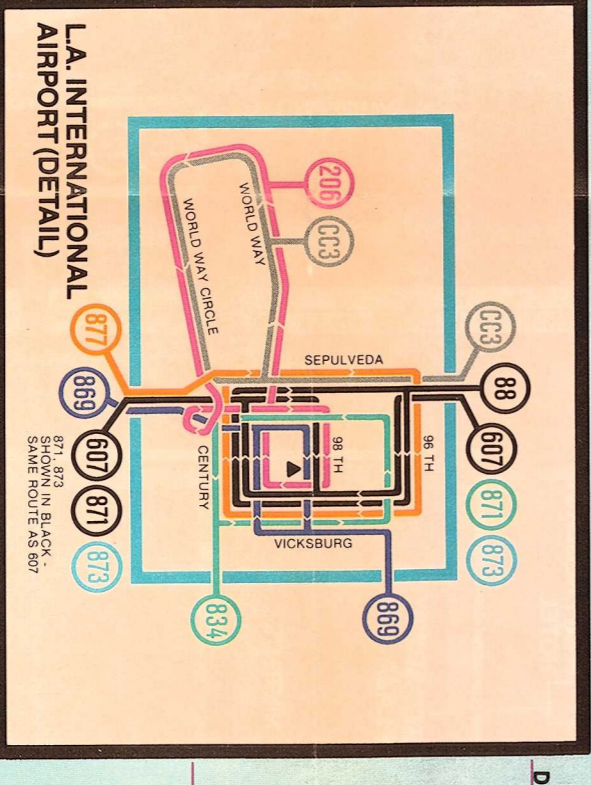 L.A. INTERNATIONAL
AIRPORT (DETAIL)
206
CC3
WORLD WAY
WORLD WAY CIRCLE
CC3
88
607
871
873
SEPULVEDA
96 TH
98 TH
CENTURY
VICKSBURG
877
869
607
871
873
871, 873
SHOWN IN BLACK -
SAME ROUTE AS 607
834
869
D